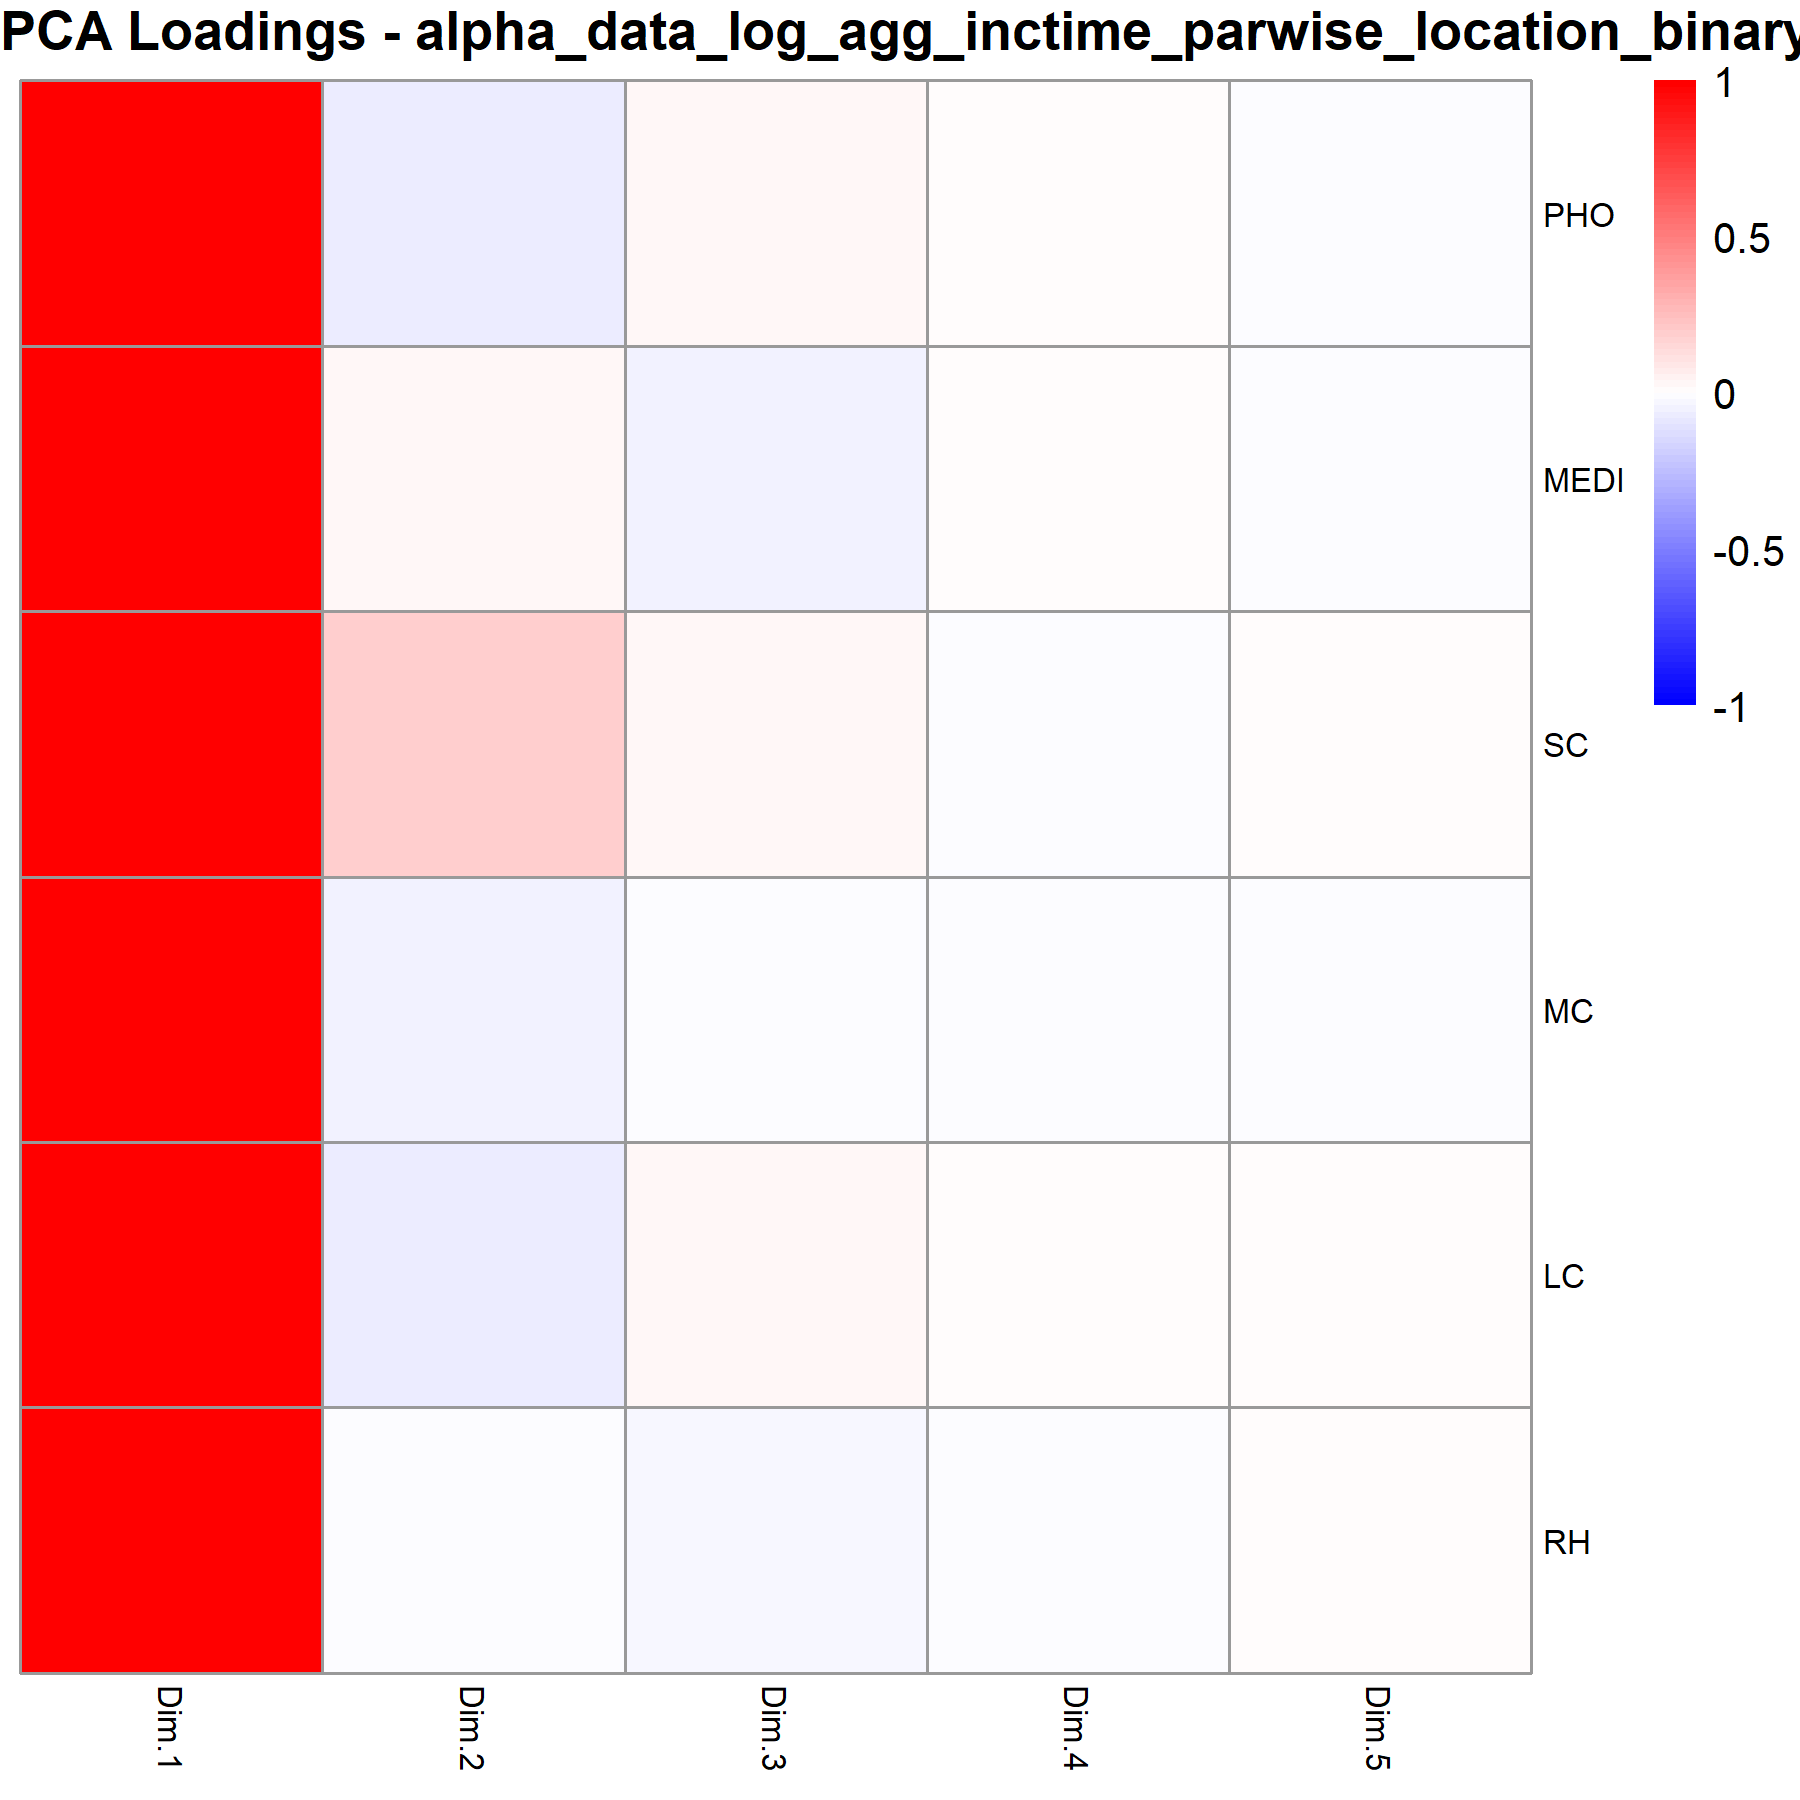 PCA Loadings - alpha_data_log_agg_inctime_parwise_location_binary
1
0.5
0
-0.5
-1
PHO
MEDI
SC
MC
LC
RH
Dim.1
Dim.2
Dim.3
Dim.4
Dim.5